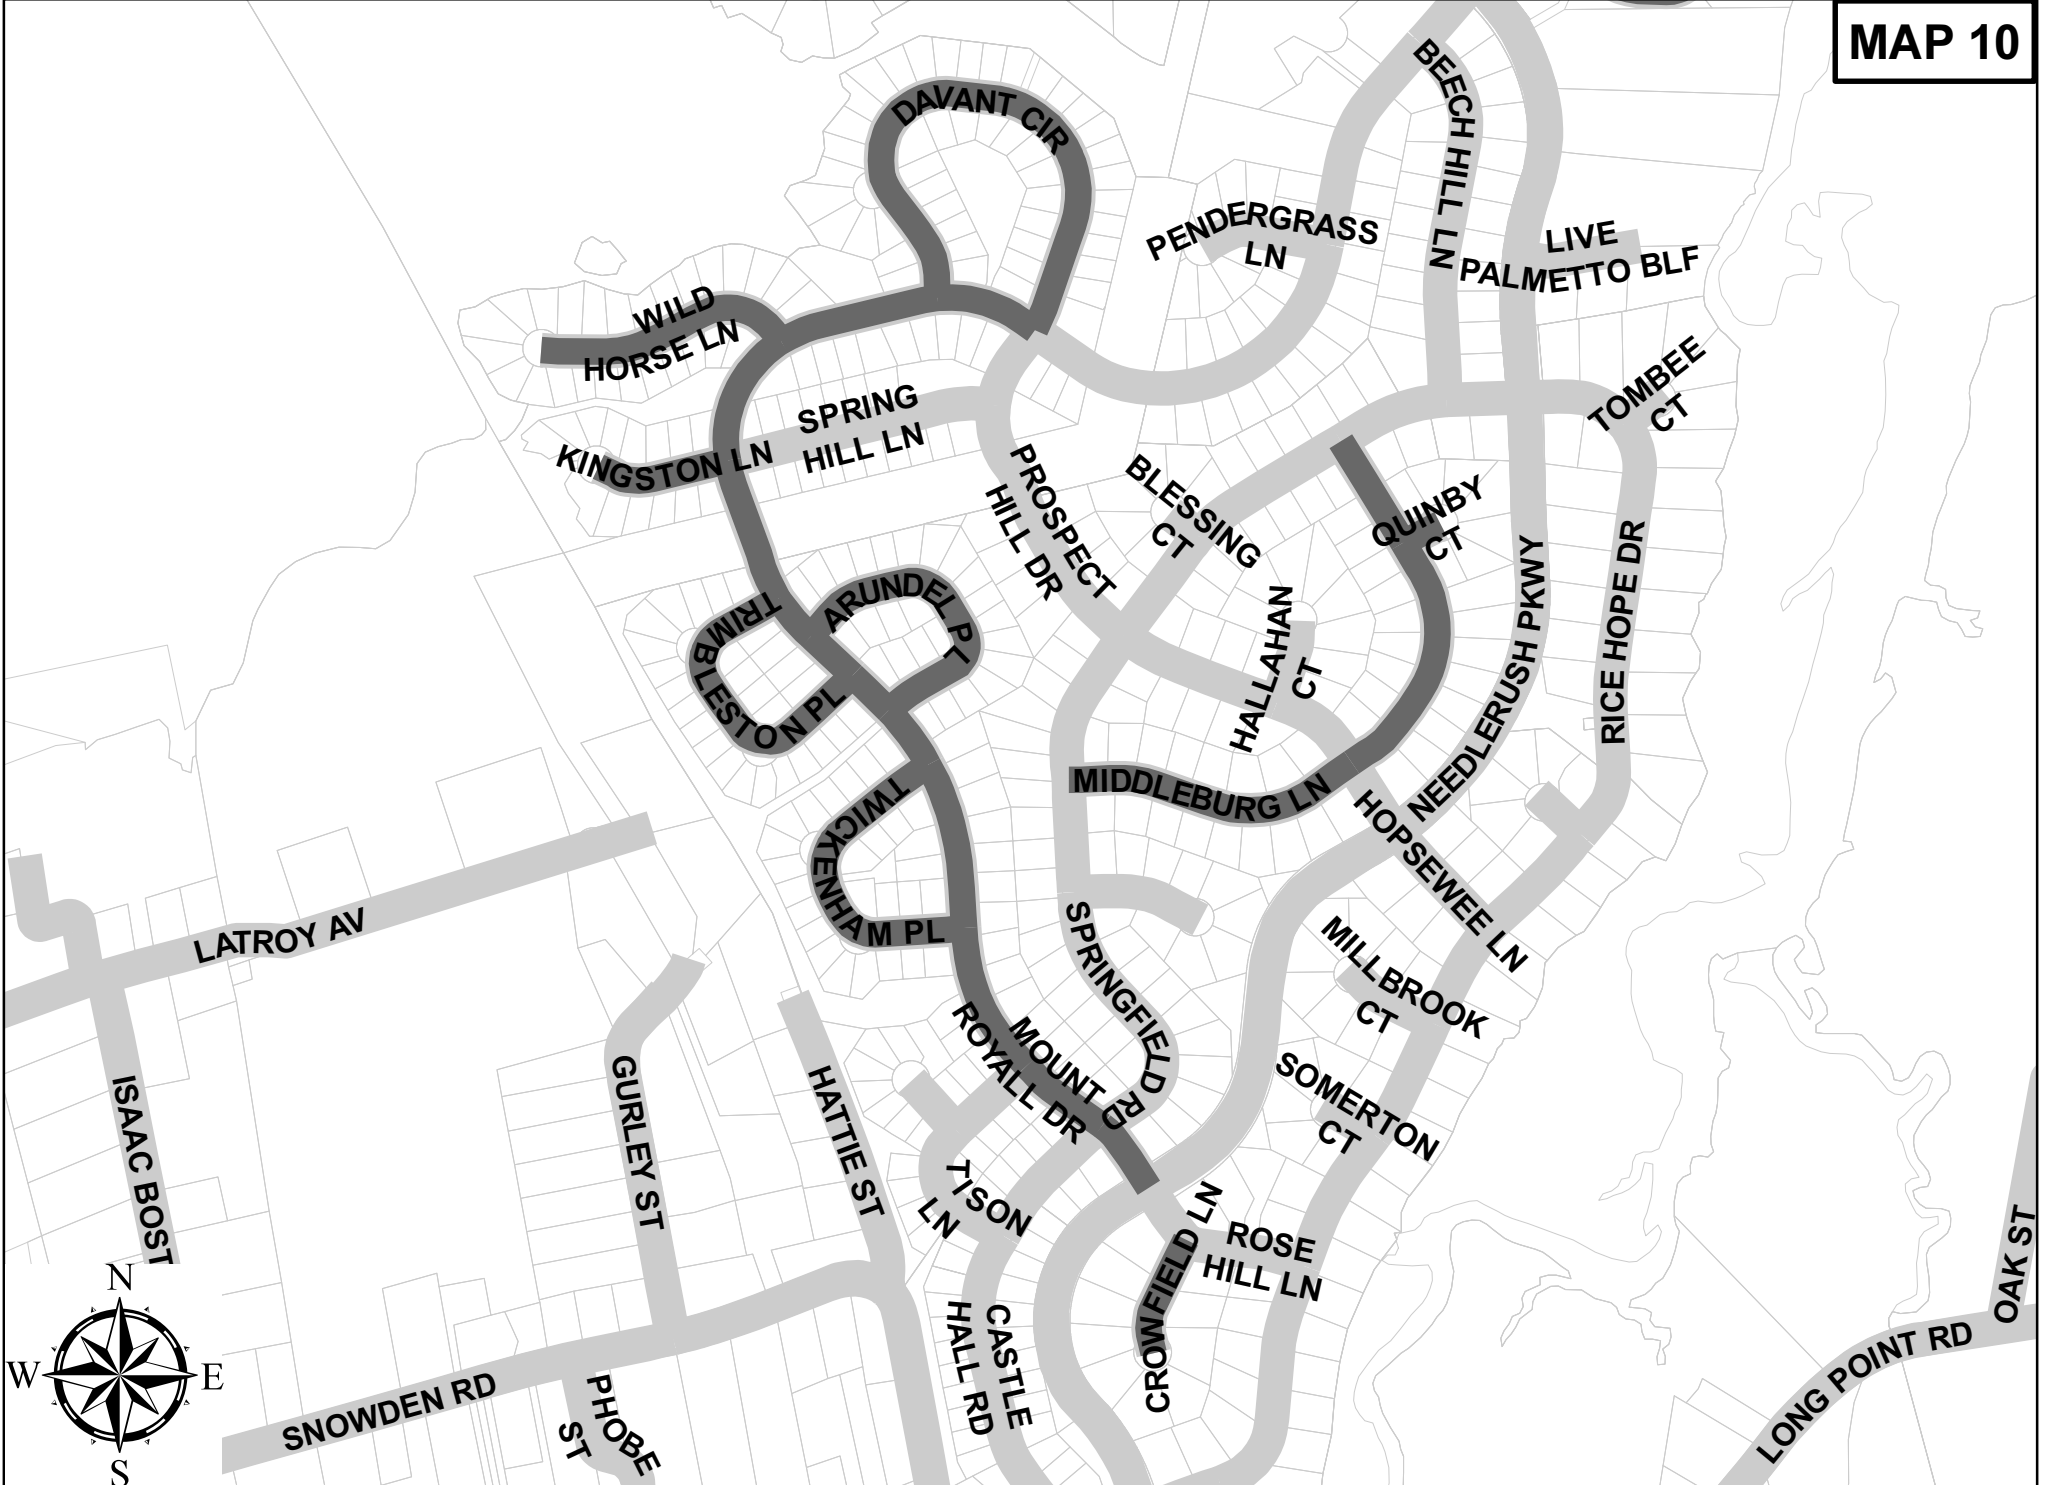 MAP 10
DAVANT CIR
BEECH HILL LN
PENDERGRASS
LN
LIVE
PALMETTO BLF
WILD
HORSE LN
TOMBEE
CT
SPRING
HILL LN
KINGSTON LN
PROSPECT
HILL DR
BLESSING
CT
QUINBY
CT
NEEDLERUSH PKWY
RICE HOPE DR
TRIMBLESTON PL
ARUNDEL PL
HALLAHAN
CT
MIDDLEBURG LN
HOPSEWEE LN
TWICKENHAM PL
LATROY AV
SPRINGFIELD RD
MILLBROOK
CT
MOUNT
ROYALL DR
SOMERTON
CT
ISAAC BOST
GURLEY ST
HATTIE ST
TISON
LN
CROWFIELD LN
ROSE
HILL LN
CASTLE
HALL RD
OAK ST
LONG POINT RD
SNOWDEN RD
PHOBE
ST
N
W
E
S